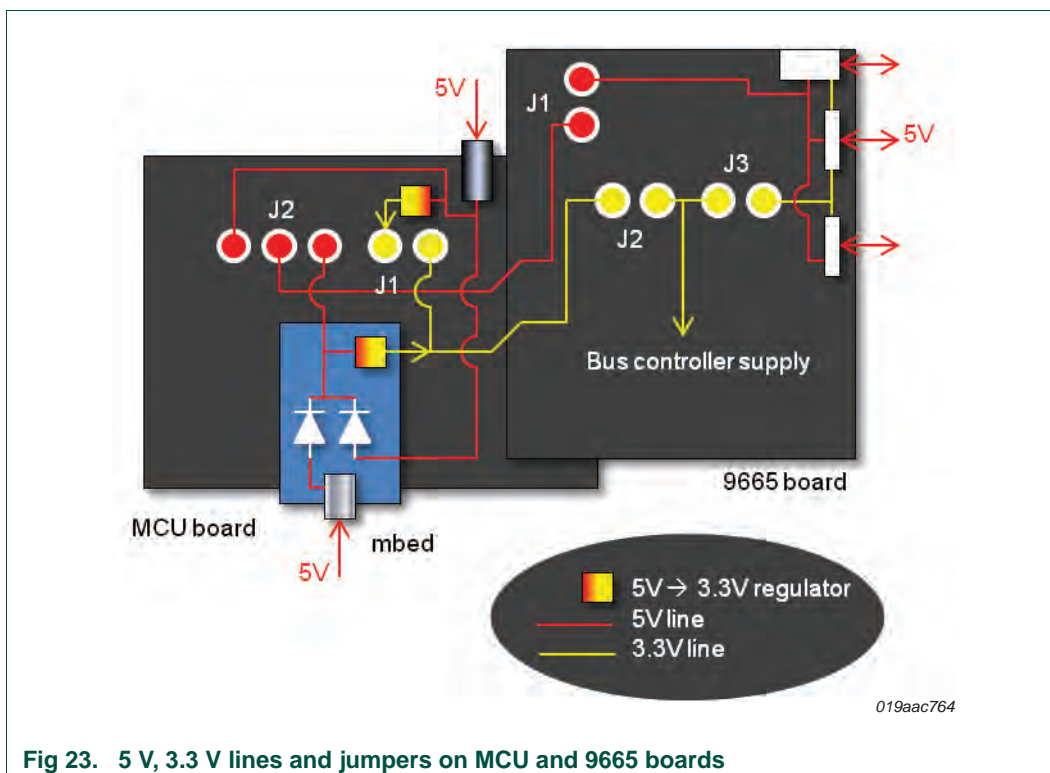 5V
J1
5V
J3
J2
J2
J1
Bus controller supply
9665 board
MCU board
mbed
5V
5V → 3.3V regulator
5V line
3.3V line
019aac764
Fig 23. 5 V, 3.3 V lines and jumpers on MCU and 9665 boards